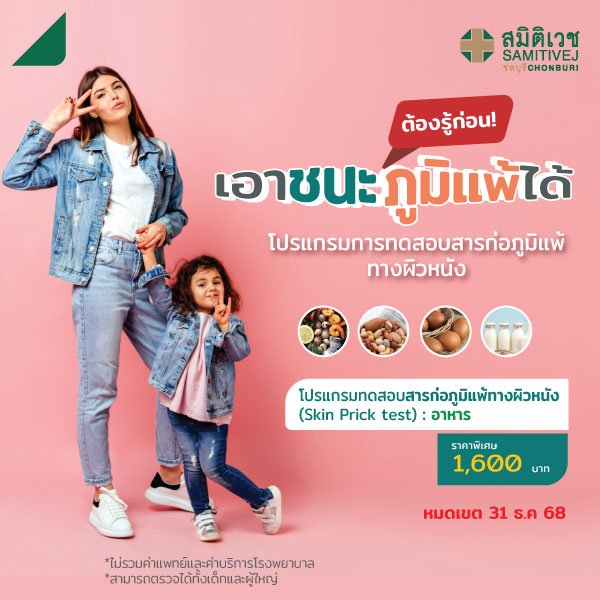 สมิติเวช
SAMITIVEJ
ชลบุรี CHONBURI
ต้องรู้ก่อน!
เอาชนะภูมิแพ้ได้
โปรแกรมการทดสอบสารก่อภูมิแพ้
ทางผิวหนัง
โปรแกรมทดสอบสารก่อภูมิแพ้ทางผิวหนัง
(Skin Prick test) : อาหาร
ราคาพิเศษ
1,600 บาท
หมดเขต 31 ธ.ค 68
*ไม่รวมค่าแพทย์และค่าบริการโรงพยาบาล
*สามารถตรวจได้ทั้งเด็กและผู้ใหญ่